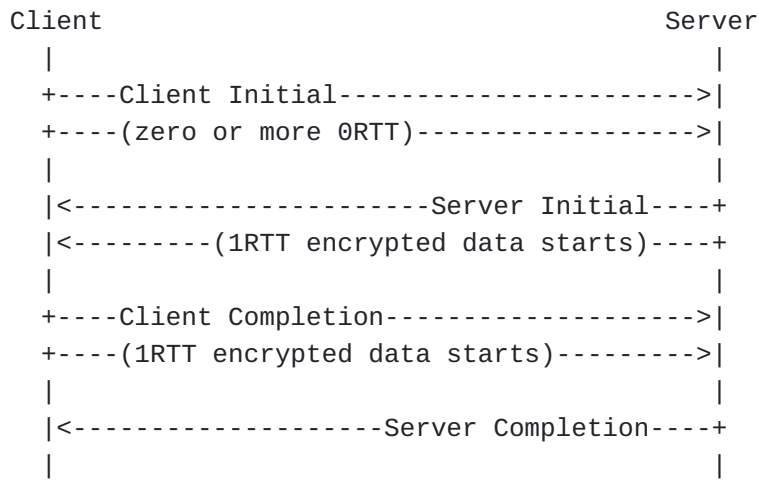 Client Server
+----Client Initial----------------------->|
+----(zero or more 0RTT)------------------>|
|<-----------------------Server Initial----+
|<---------(1RTT encrypted data starts)----+
+----Client Completion-------------------->|
+----(1RTT encrypted data starts)--------->|
|<--------------------Server Completion----+